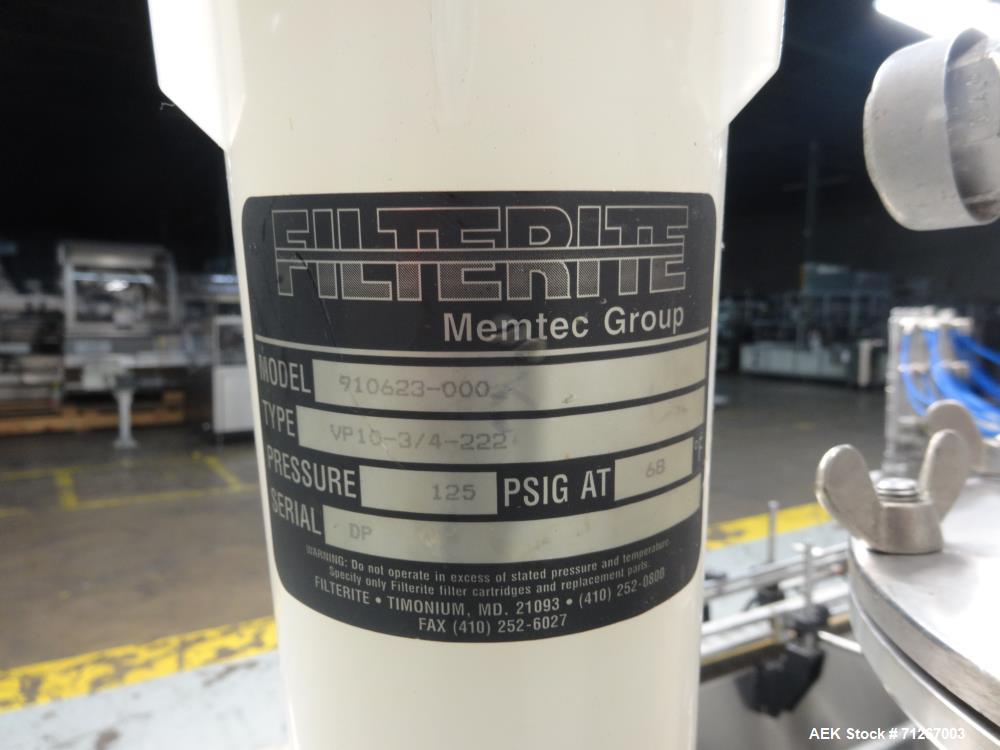 FILTERITE
Memtec Group
MODEL 910623-000
TYPE VP10-3/4-222
PRESSURE 125 PSIG AT 68 °F
SERIAL DP
WARNING: Do not operate in excess of stated pressure and temperature.
Specify only Filterite filter cartridges and replacement parts.
FILTERITE • TIMONIUM, MD. 21093 • (410) 252-0800
FAX (410) 252-6027
AEK Stock # 71267003